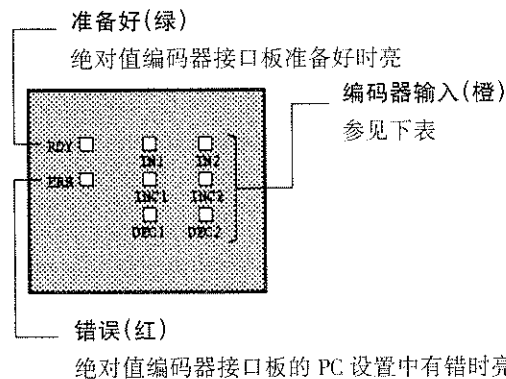 准备好(绿)
绝对值编码器接口板准备好时亮
编码器输入(橙)
参见下表
RDY
IN1 IN2
ERR
INC1 INC2
DEC1 DEC2
错误(红)
绝对值编码器接口板的 PC 设置中有错时亮